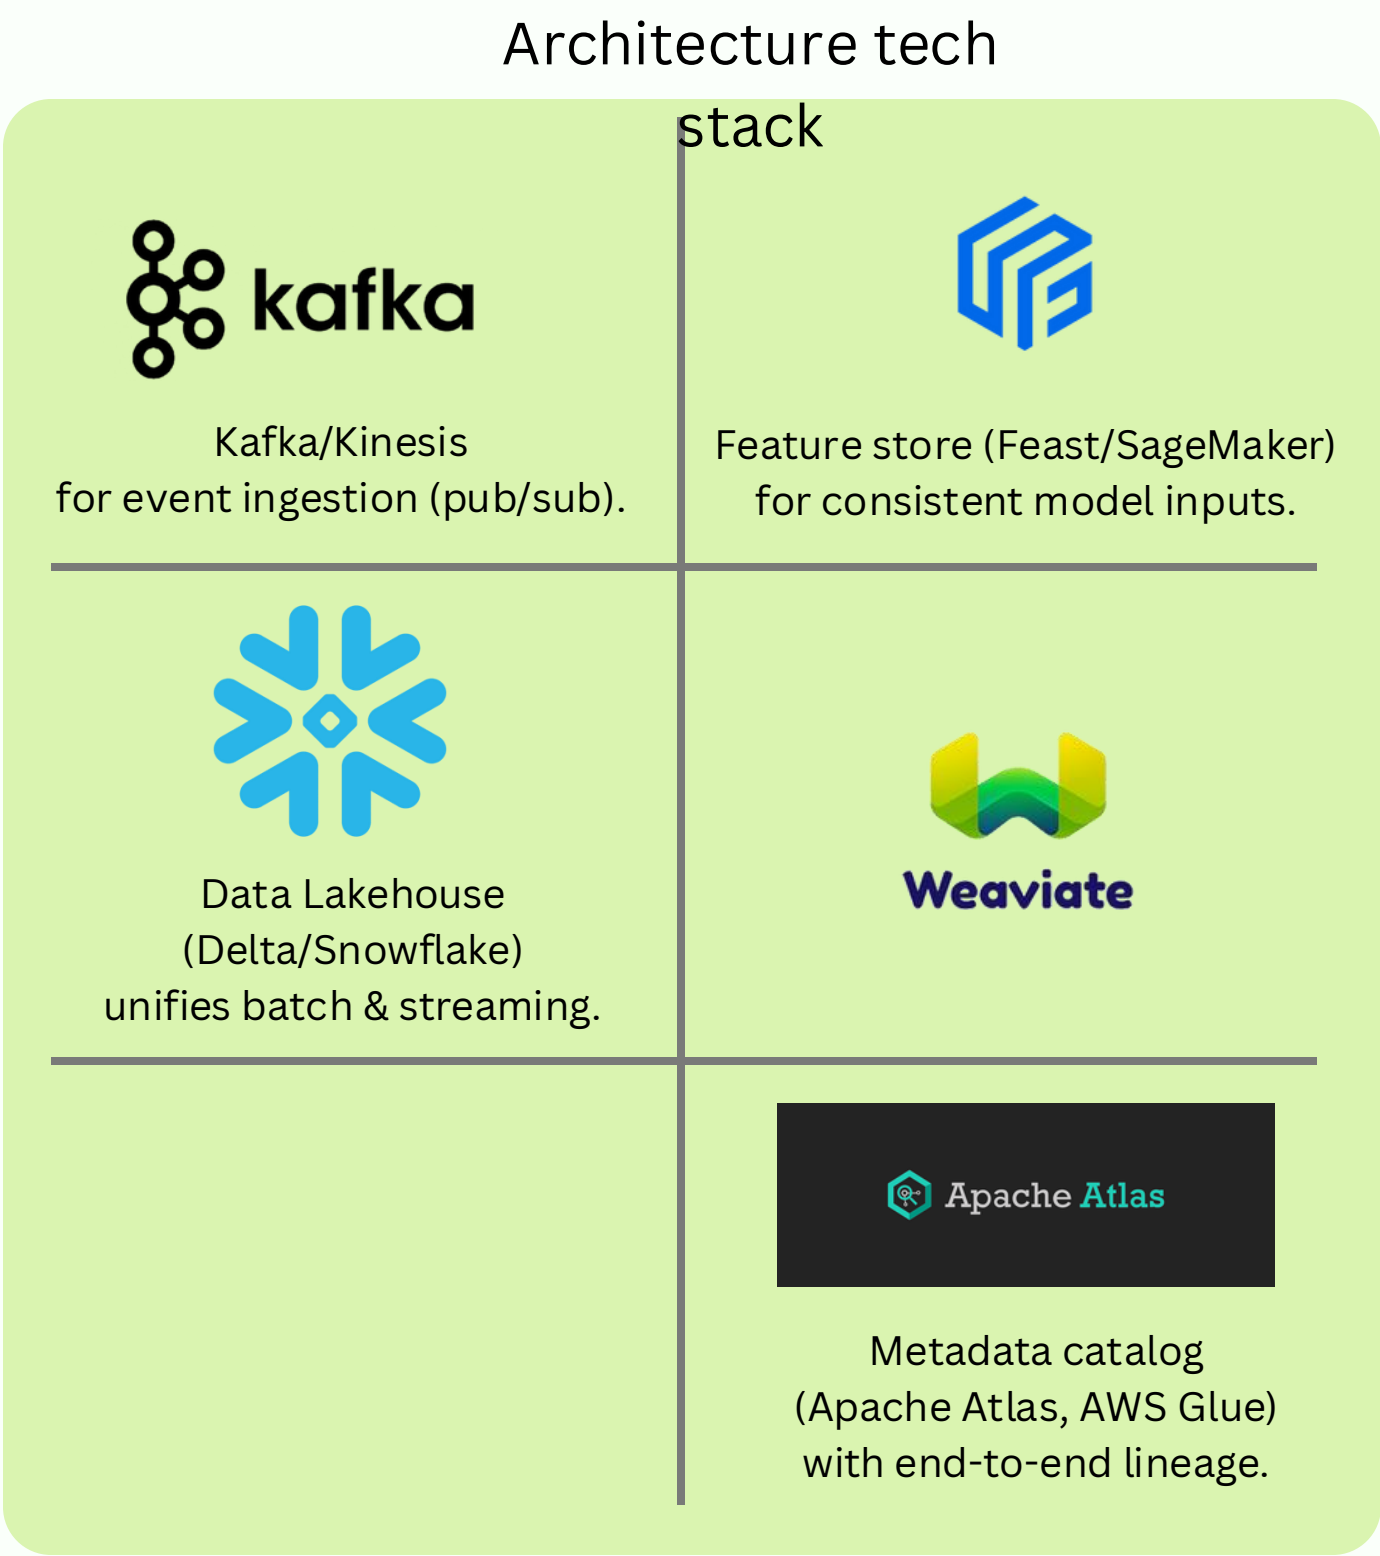 Architecture tech
stack
kafka
Kafka/Kinesis
for event ingestion (pub/sub).
Feature store (Feast/SageMaker)
for consistent model inputs.
Data Lakehouse
(Delta/Snowflake)
unifies batch & streaming.
Weaviate
Apache Atlas
Metadata catalog
(Apache Atlas, AWS Glue)
with end-to-end lineage.